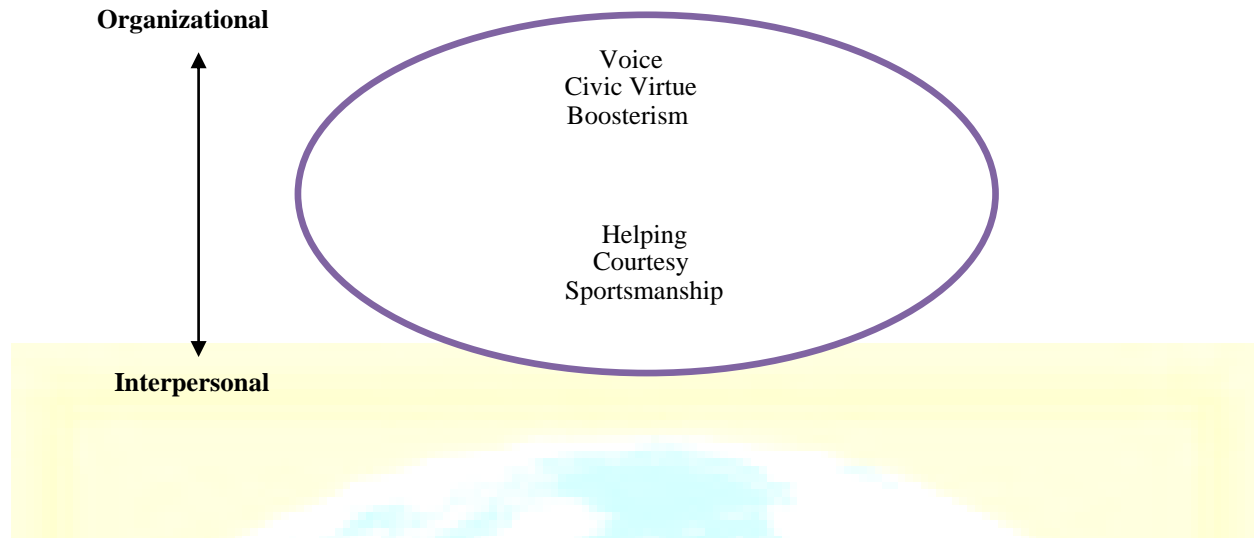 Organizational
Voice
Civic Virtue
Boosterism
Helping
Courtesy
Sportsmanship
Interpersonal